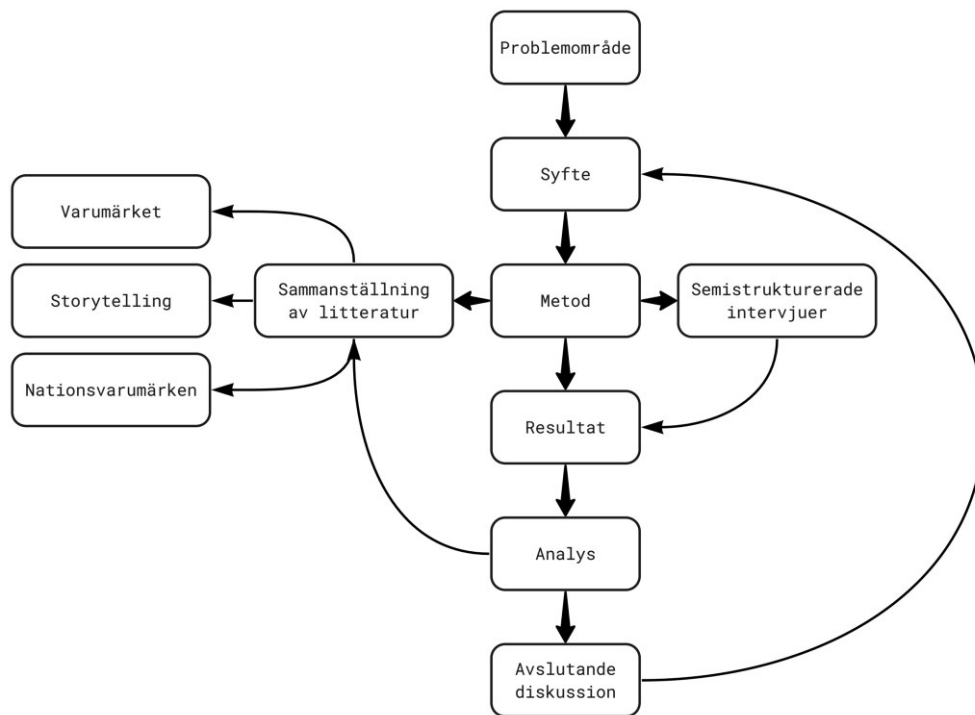 Problemområde
Syfte
Varumärket
Storytelling
Nationsvarumärken
Sammanställning
av litteratur
Metod
Semistrukturerade
intervjuer
Resultat
Analys
Avslutande
diskussion